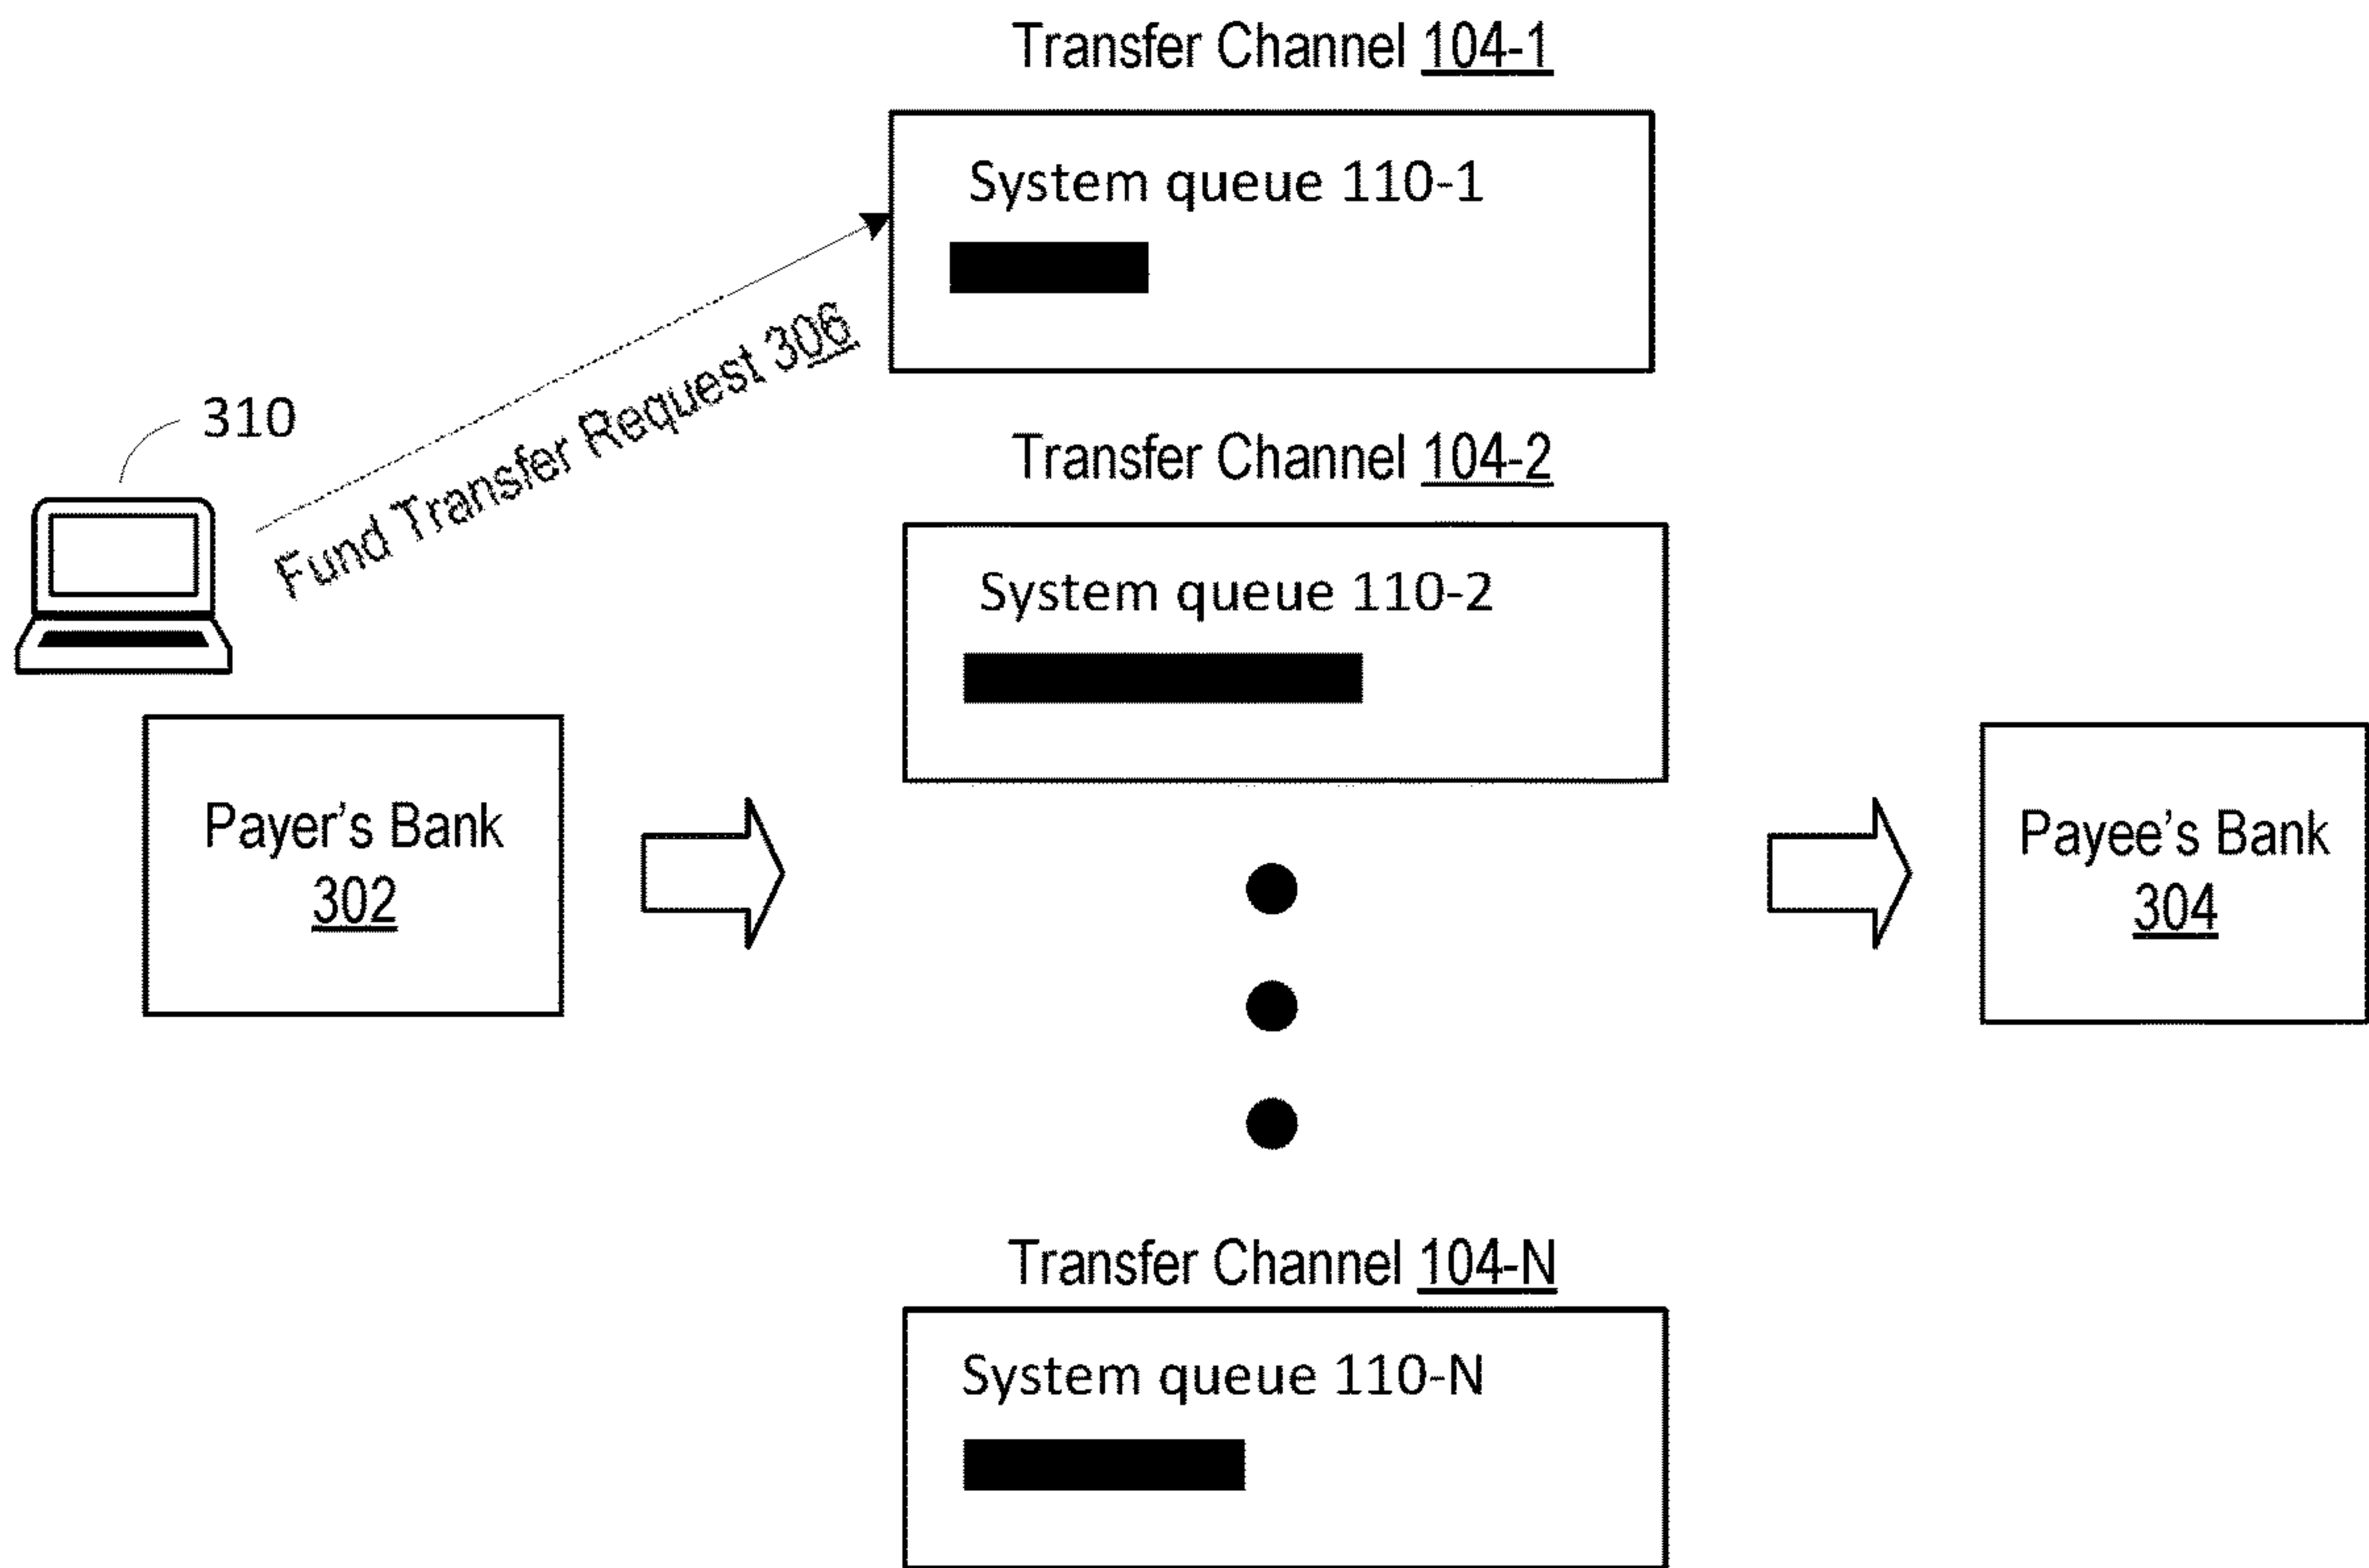 Transfer Channel 104-1
System queue 110-1
Fund Transfer Request 306
310
Transfer Channel 104-2
System queue 110-2
Payer’s Bank
302
Payee’s Bank
304
Transfer Channel 104-N
System queue 110-N